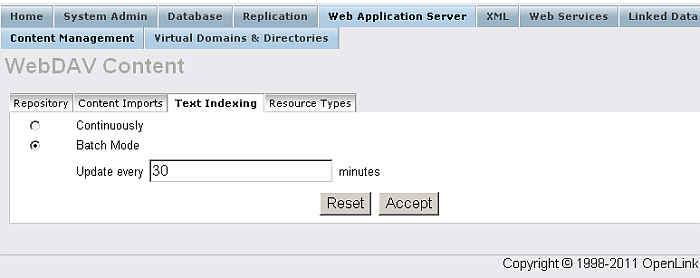 Home System Admin Database Replication Web Application Server XML Web Services Linked Data
Content Management Virtual Domains & Directories
WebDAV Content
Repository Content Imports Text Indexing Resource Types
Continuously
Batch Mode
Update every 30 minutes
Reset Accept
Copyright © 1998-2011 OpenLink